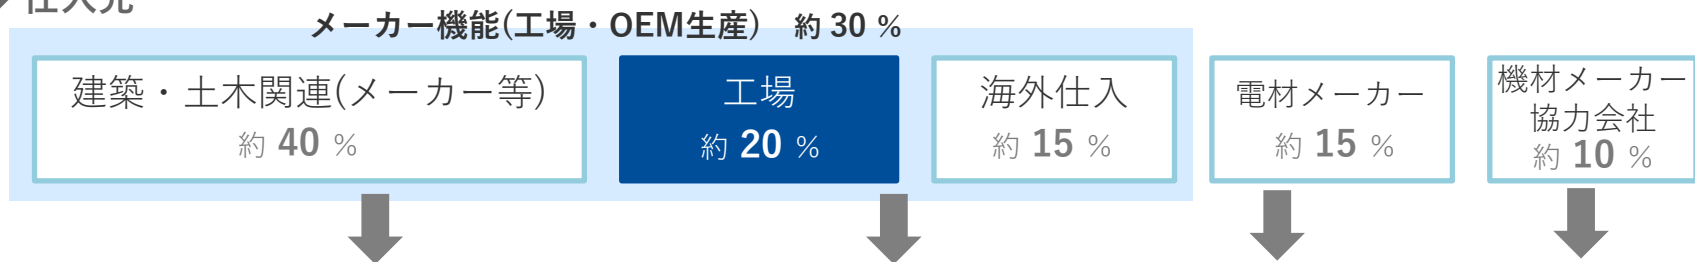 仕入先
メーカー機能(工場・OEM生産) 約 30 %
建築・土木関連(メーカー等)
約 40 %
工場
約 20 %
海外仕入
約 15 %
電材メーカー
約 15 %
機材メーカー
協力会社
約 10 %